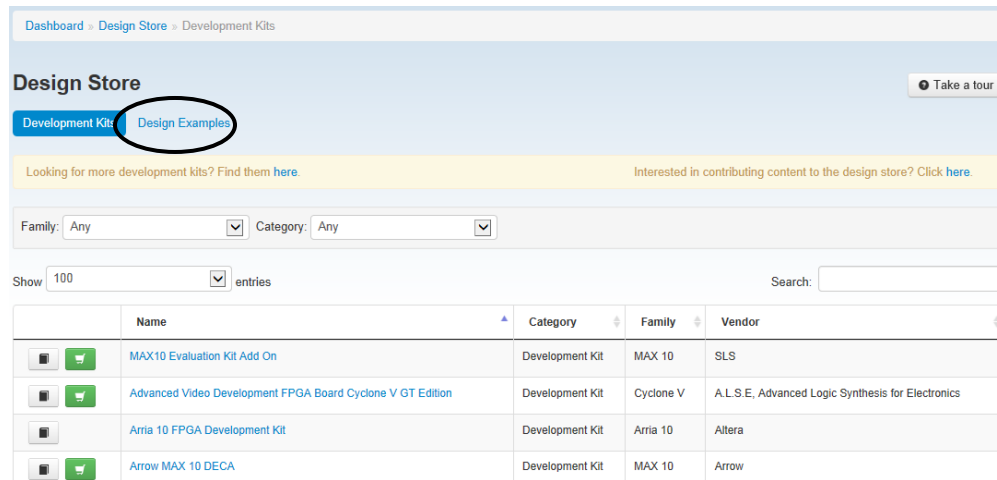 Dashboard » Design Store » Development Kits
Design Store
Take a tour
Development Kits Design Examples
Looking for more development kits? Find them here. Interested in contributing content to the design store? Click here.
Family: Any Category: Any
Show 100 entries Search:
Name Category Family Vendor
MAX10 Evaluation Kit Add On Development Kit MAX 10 SLS
Advanced Video Development FPGA Board Cyclone V GT Edition Development Kit Cyclone V A.L.S.E, Advanced Logic Synthesis for Electronics
Arria 10 FPGA Development Kit Development Kit Arria 10 Altera
Arrow MAX 10 DECA Development Kit MAX 10 Arrow